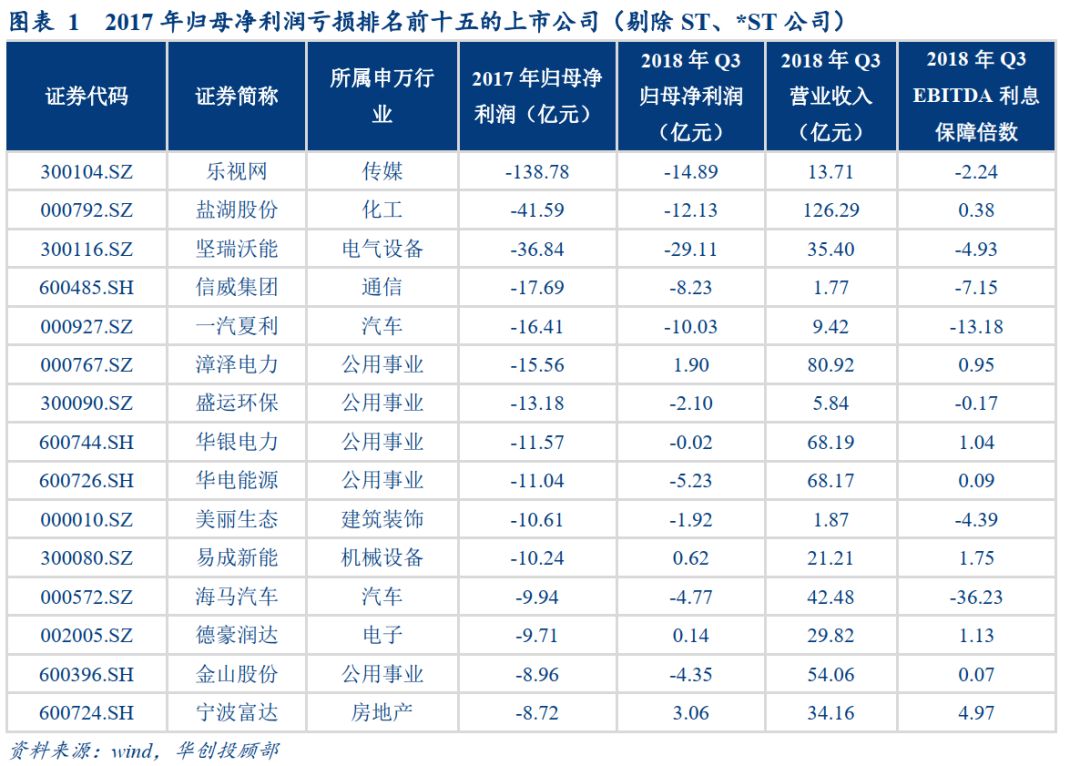 图表 1 2017 年归母净利润亏损排名前十五的上市公司（剔除 ST、*ST 公司）
证券代码 证券简称 所属申万行业 2017 年归母净利润（亿元） 2018 年 Q3 归母净利润（亿元） 2018 年 Q3 营业收入（亿元） 2018 年 Q3 EBITDA 利息保障倍数
300104.SZ 乐视网 传媒 -138.78 -14.89 13.71 -2.24
000792.SZ 盐湖股份 化工 -41.59 -12.13 126.29 0.38
300116.SZ 坚瑞沃能 电气设备 -36.84 -29.11 35.40 -4.93
600485.SH 信威集团 通信 -17.69 -8.23 1.77 -7.15
000927.SZ 一汽夏利 汽车 -16.41 -10.03 9.42 -13.18
000767.SZ 漳泽电力 公用事业 -15.56 1.90 80.92 0.95
300090.SZ 盛运环保 公用事业 -13.18 -2.10 5.84 -0.17
600744.SH 华银电力 公用事业 -11.57 -0.02 68.19 1.04
600726.SH 华电能源 公用事业 -11.04 -5.23 68.17 0.09
000010.SZ 美丽生态 建筑装饰 -10.61 -1.92 1.87 -4.39
300080.SZ 易成新能 机械设备 -10.24 0.62 21.21 1.75
000572.SZ 海马汽车 汽车 -9.94 -4.77 42.48 -36.23
002005.SZ 德豪润达 电子 -9.71 0.14 29.82 1.13
600396.SH 金山股份 公用事业 -8.96 -4.35 54.06 0.07
600724.SH 宁波富达 房地产 -8.72 3.06 34.16 4.97
资料来源：wind，华创投顾部